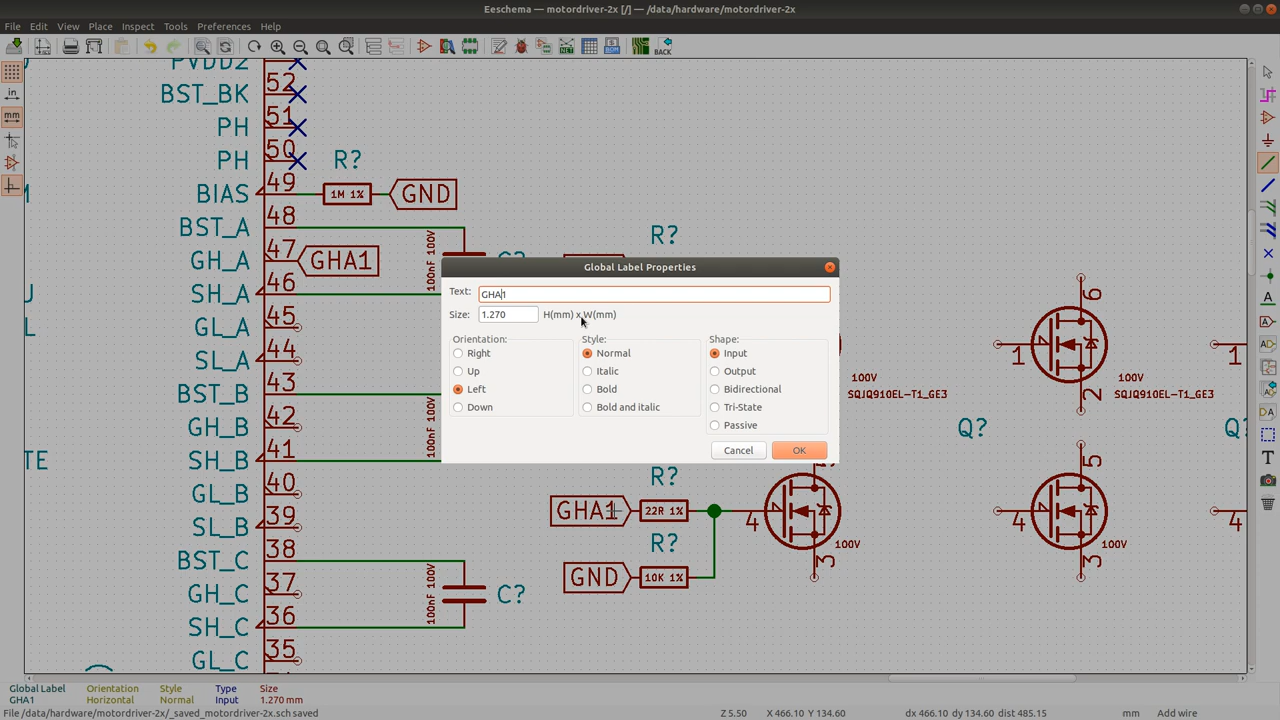 Eeschema — motordriver-2x [/] — /data/hardware/motordriver-2x
File Edit View Place Inspect Tools Preferences Help
BACK
in
mm
PVDD2
BST_BK 52
PH 51
PH 50
R?
BIAS 49 1M 1% GND
BST_A 48
GH_A 47 GHA1
SH_A 46
GL_A 45
SL_A 44
BST_B 43
GH_B 42
SH_B 41
GL_B 40
SL_B 39
BST_C 38
GH_C 37
SH_C 36
GL_C 35
TE
100nF 100V
100nF 100V
100nF 100V
C?
R?
Global Label Properties
Text: GHA1
Size: 1.270 H(mm) x W(mm)
Orientation: Style: Shape:
Right Normal Input
Up Italic Output
Left Bold Bidirectional
Down Bold and italic Tri-State
Passive
Cancel OK
100V
SQJQ910EL-T1_GE3
6
1
2
100V
SQJQ910EL-T1_GE3
1
Q?
Q?
R?
GHA1 22R 1%
R?
GND 10K 1%
4
3
100V
5
4
3
100V
4
Global Label Orientation Style Type Size
GHA1 Horizontal Normal Input 1.270 mm
File /data/hardware/motordriver-2x/_saved_motordriver-2x.sch saved Z 5.50 X 466.10 Y 134.60 dx 466.10 dy 134.60 dist 485.15 mm Add wire